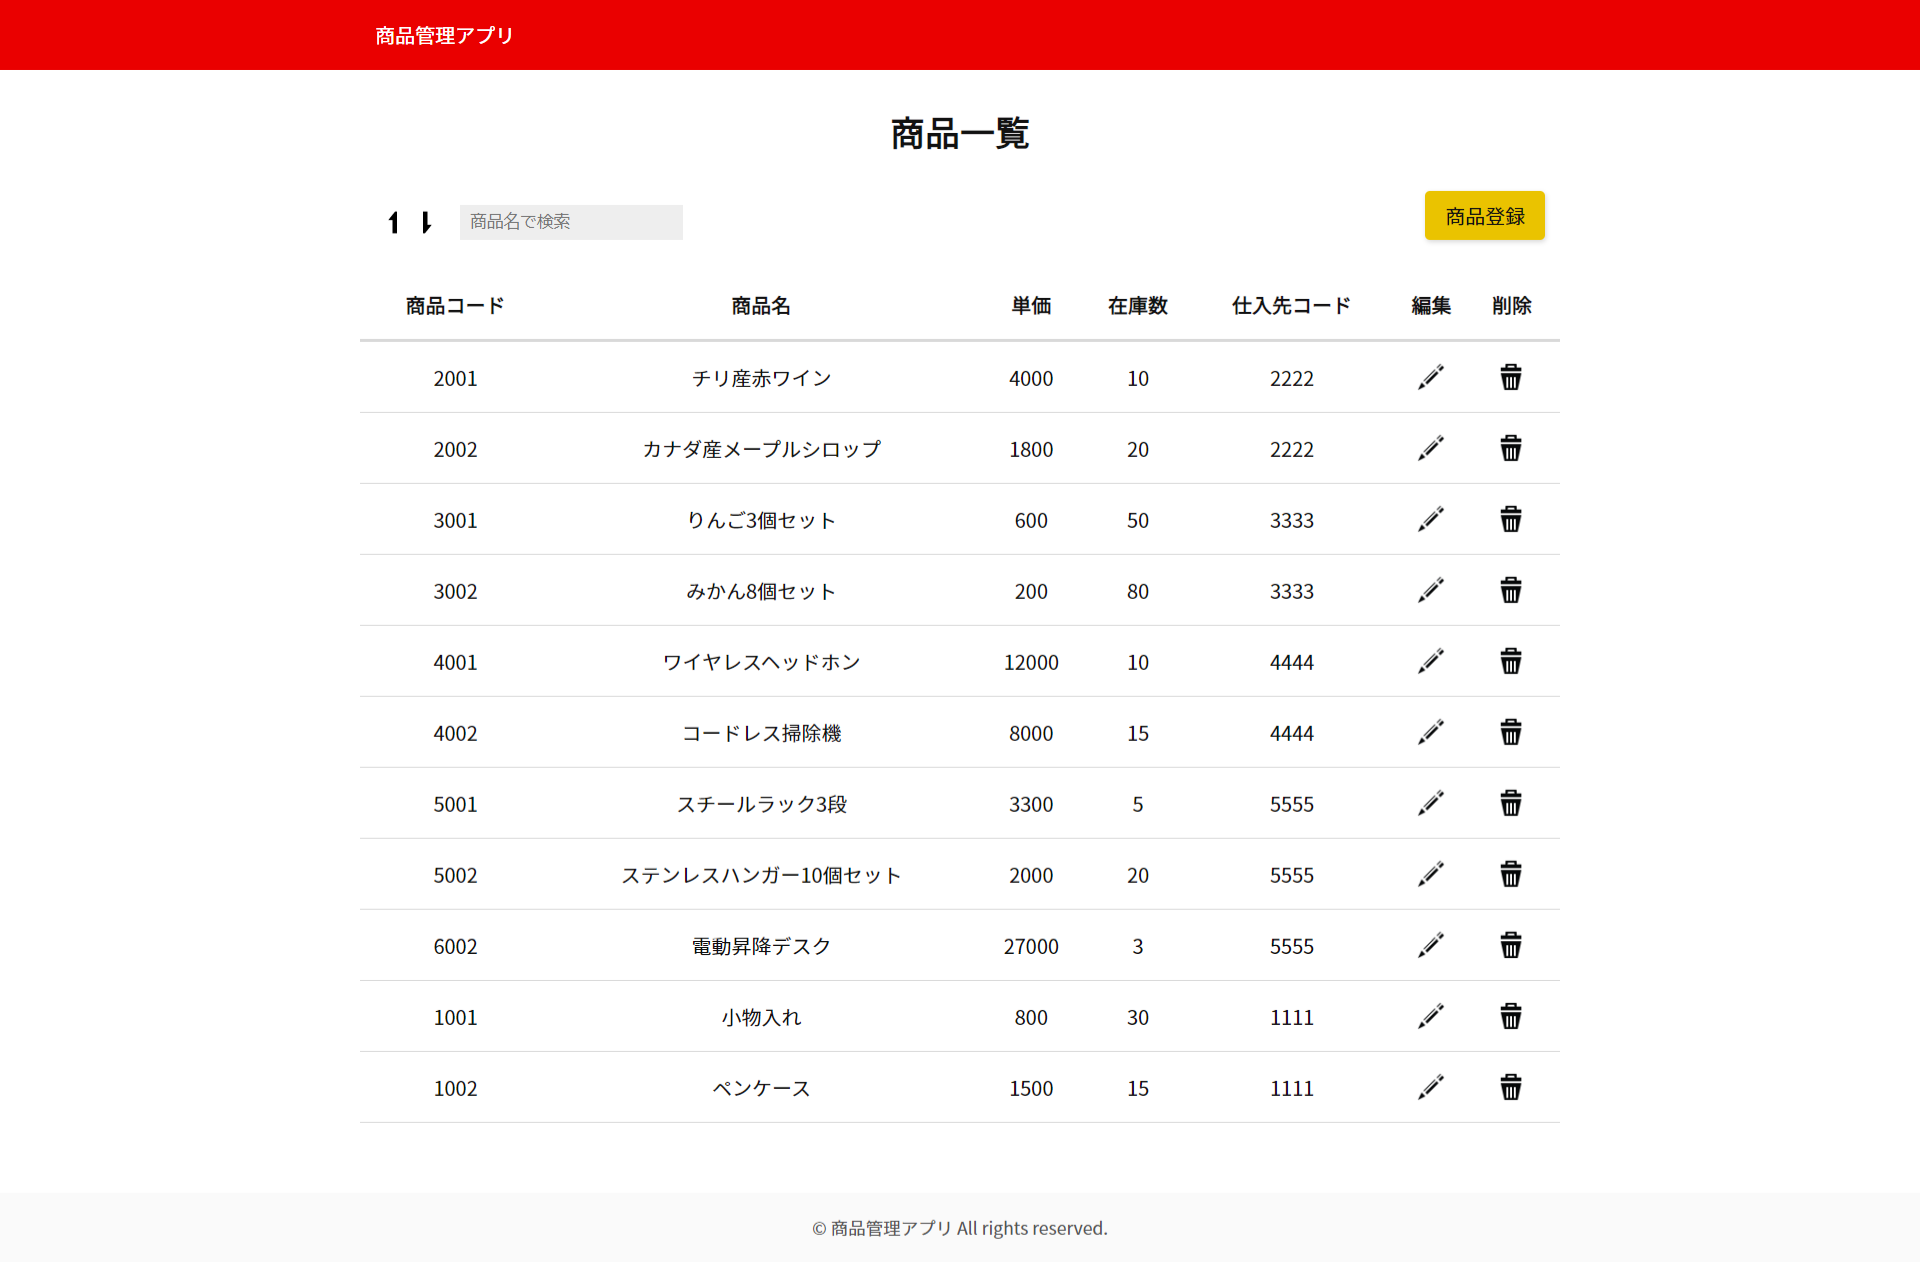 商品管理アプリ
商品一覧
商品名で検索
商品登録
商品コード 商品名 単価 在庫数 仕入先コード 編集 削除
2001 チリ産赤ワイン 4000 10 2222
2002 カナダ産メープルシロップ 1800 20 2222
3001 りんご3個セット 600 50 3333
3002 みかん8個セット 200 80 3333
4001 ワイヤレスヘッドホン 12000 10 4444
4002 コードレス掃除機 8000 15 4444
5001 スチールラック3段 3300 5 5555
5002 ステンレスハンガー10個セット 2000 20 5555
6002 電動昇降デスク 27000 3 5555
1001 小物入れ 800 30 1111
1002 ペンケース 1500 15 1111
© 商品管理アプリ All rights reserved.